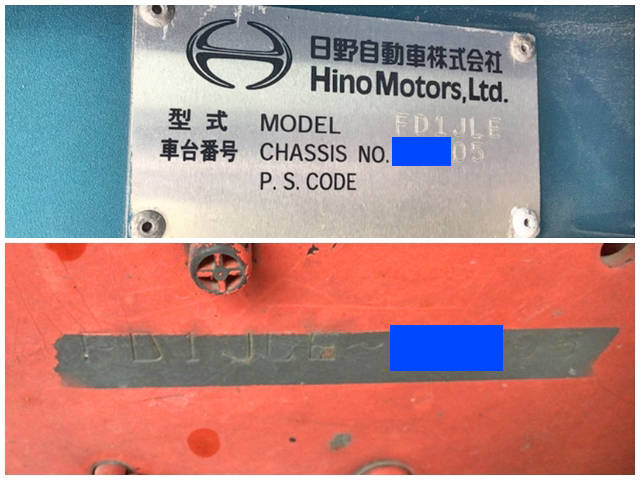 日野自動車株式会社
Hino Motors, Ltd.
型式 MODEL FD1JLE
車台番号 CHASSIS NO. 05
P. S. CODE
FD1JLE~